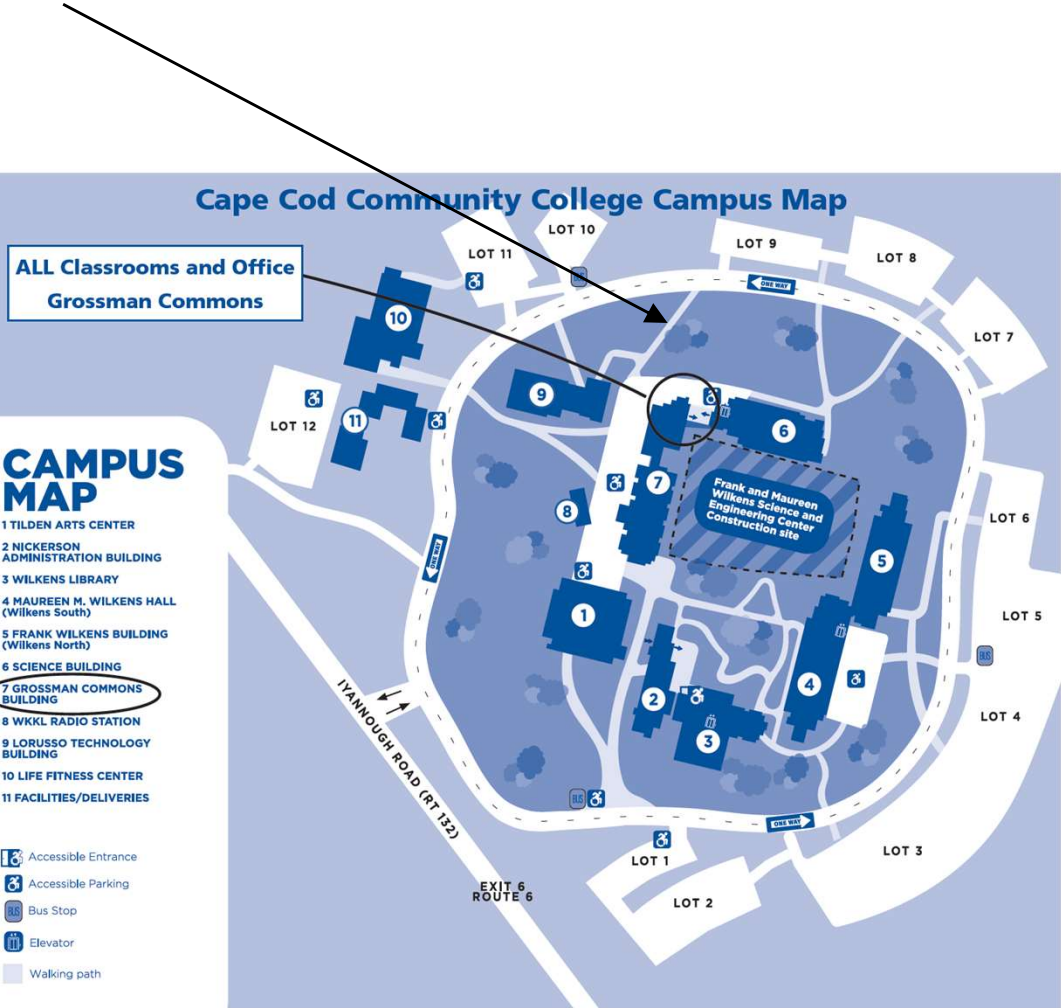 Cape Cod Community College Campus Map
ALL Classrooms and Office
Grossman Commons
LOT 10
LOT 11
LOT 9
LOT 8
LOT 7
LOT 12
LOT 6
LOT 5
LOT 4
LOT 3
LOT 1
LOT 2
ONE WAY
ONE WAY
ONE WAY
BUS
BUS
BUS
10
9
11
6
7
8
5
1
4
2
3
Frank and Maureen
Wilkens Science and
Engineering Center
Construction site
IYANNOUGH ROAD (RT 132)
EXIT 6
ROUTE 6
CAMPUS
MAP
1 TILDEN ARTS CENTER
2 NICKERSON
ADMINISTRATION BUILDING
3 WILKENS LIBRARY
4 MAUREEN M. WILKENS HALL
(Wilkens South)
5 FRANK WILKENS BUILDING
(Wilkens North)
6 SCIENCE BUILDING
7 GROSSMAN COMMONS
BUILDING
8 WKKL RADIO STATION
9 LORUSSO TECHNOLOGY
BUILDING
10 LIFE FITNESS CENTER
11 FACILITIES/DELIVERIES
Accessible Entrance
Accessible Parking
BUS Bus Stop
Elevator
Walking path